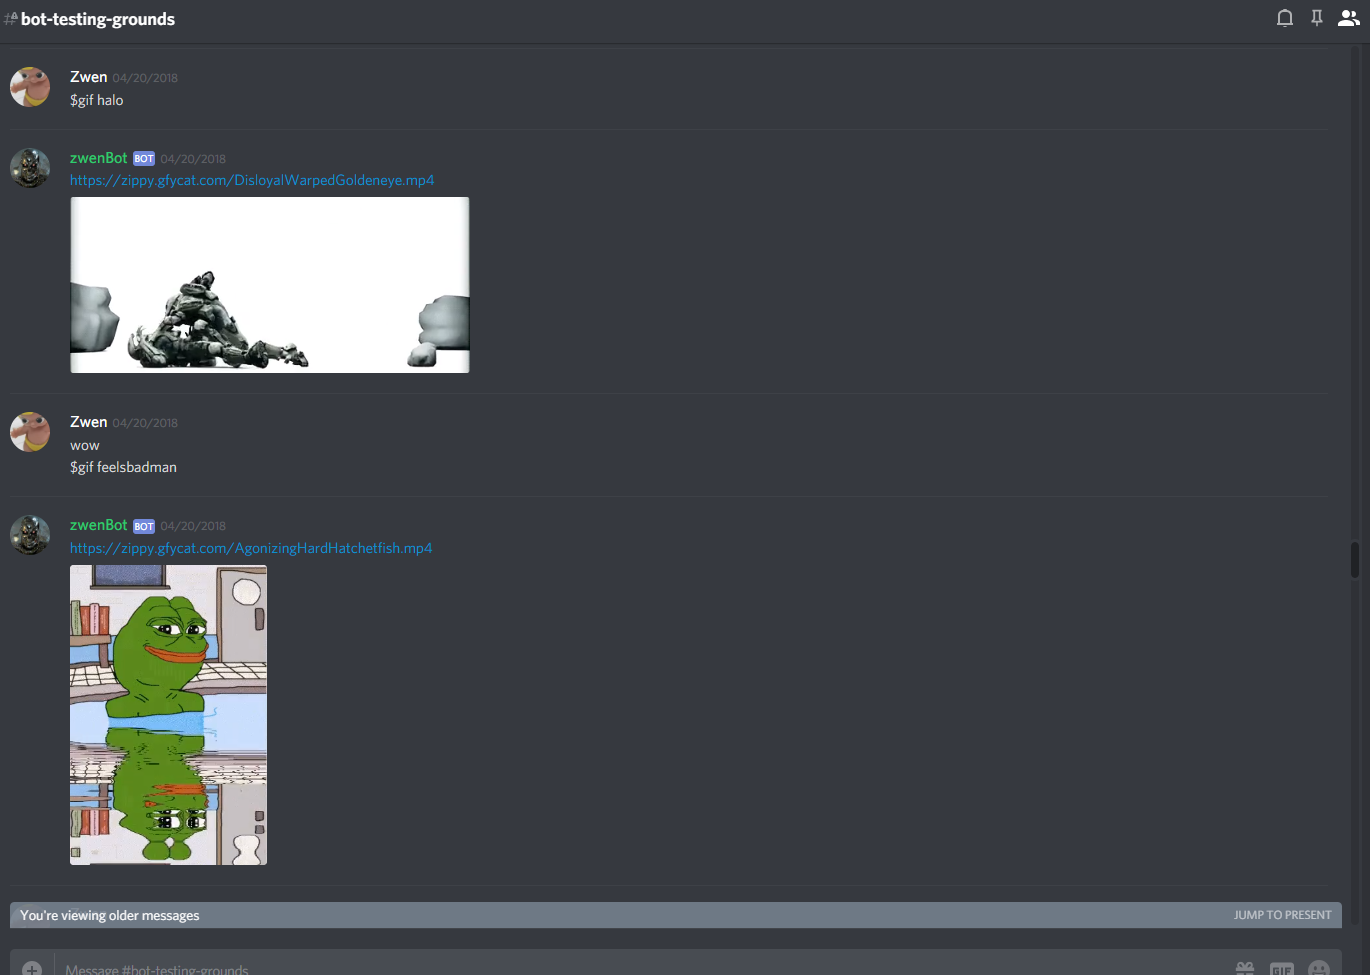 # bot-testing-grounds
Zwen 04/20/2018
$gif halo
zwenBot BOT 04/20/2018
https://zippy.gfycat.com/DisloyalWarpedGoldeneye.mp4
Zwen 04/20/2018
wow
$gif feelsbadman
zwenBot BOT 04/20/2018
https://zippy.gfycat.com/AgonizingHardHatchetfish.mp4
You're viewing older messages JUMP TO PRESENT
Message #bot-testing-grounds GIF